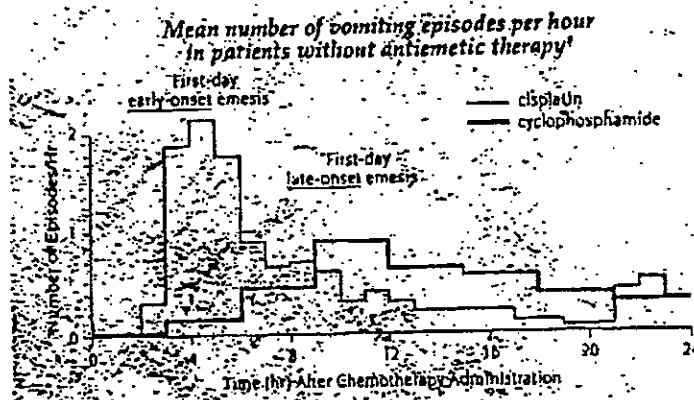 Mean number of vomiting episodes per hour
in patients without antiemetic therapy†
First-day
early-onset emesis
cisplatin
cyclophosphamide
First-day
late-onset emesis
Number of Episodes/Hr
2
0
0 4 8 12 16 20 24
Time (hr) After Chemotherapy Administration